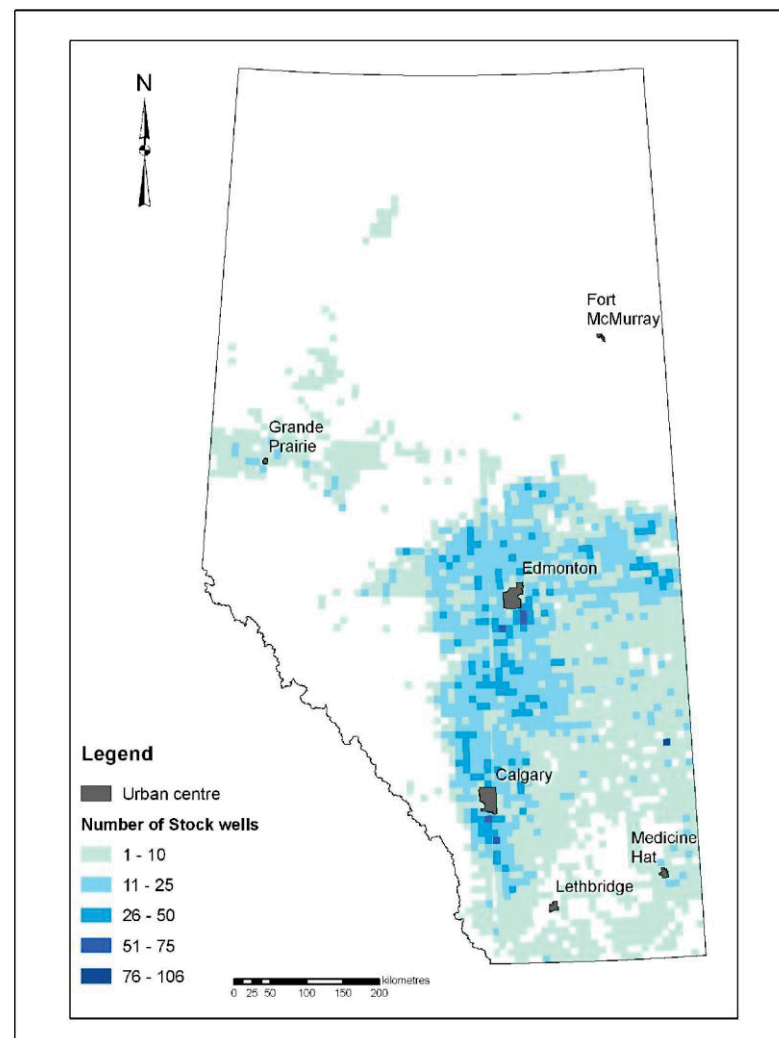 N
Fort
McMurray
Grande
Prairie
Edmonton
Calgary
Medicine
Hat
Lethbridge
Legend
Urban centre
Number of Stock wells
1 - 10
11 - 25
26 - 50
51 - 75
76 - 106
kilometres
0 25 50 100 150 200